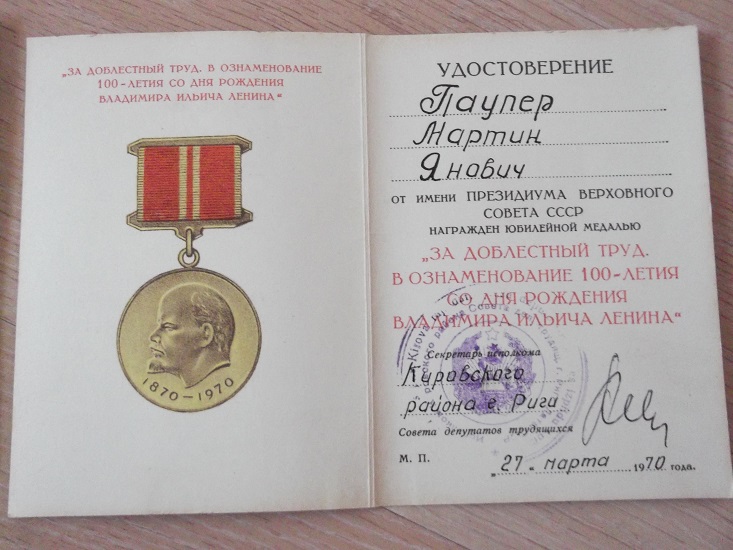 „ЗА ДОБЛЕСТНЫЙ ТРУД. В ОЗНАМЕНОВАНИЕ
100-ЛЕТИЯ СО ДНЯ РОЖДЕНИЯ
ВЛАДИМИРА ИЛЬИЧА ЛЕНИНА“
1870-1970
УДОСТОВЕРЕНИЕ
Паупер
Мартин
Янавич
ОТ ИМЕНИ ПРЕЗИДИУМА ВЕРХОВНОГО
СОВЕТА СССР
НАГРАЖДЕН ЮБИЛЕЙНОЙ МЕДАЛЬЮ
„ЗА ДОБЛЕСТНЫЙ ТРУД.
В ОЗНАМЕНОВАНИЕ 100-ЛЕТИЯ
СО ДНЯ РОЖДЕНИЯ
ВЛАДИМИРА ИЛЬИЧА ЛЕНИНА“
Секретарь исполкома
Кировского
района г. Риги
Совета депутатов трудящихся
М. П. „27“ марта 1970 года.